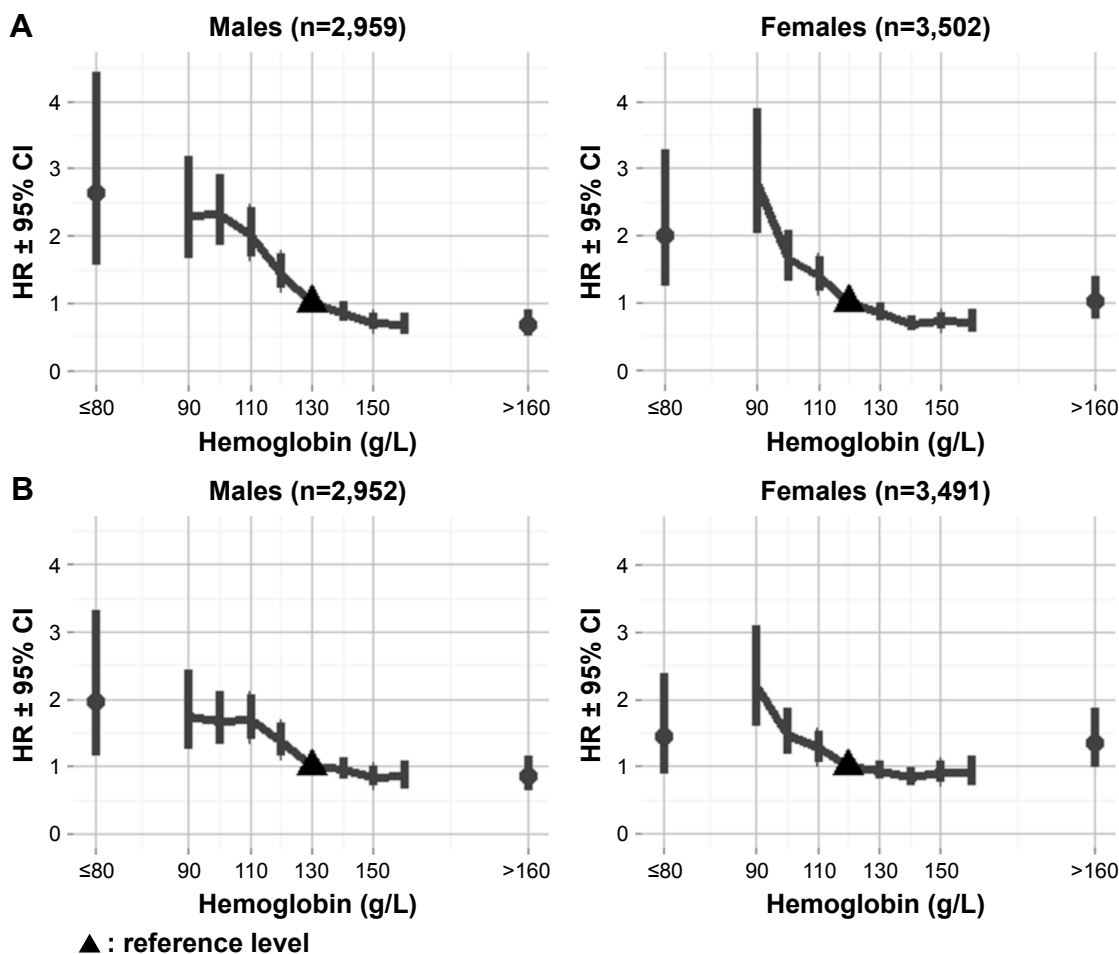 A
Males (n=2,959)
Females (n=3,502)
HR ± 95% CI
4
3
2
1
0
≤80
90
110
130
150
>160
Hemoglobin (g/L)
HR ± 95% CI
4
3
2
1
0
≤80
90
110
130
150
>160
Hemoglobin (g/L)
B
Males (n=2,952)
Females (n=3,491)
HR ± 95% CI
4
3
2
1
0
≤80
90
110
130
150
>160
Hemoglobin (g/L)
HR ± 95% CI
4
3
2
1
0
≤80
90
110
130
150
>160
Hemoglobin (g/L)
▲ : reference level